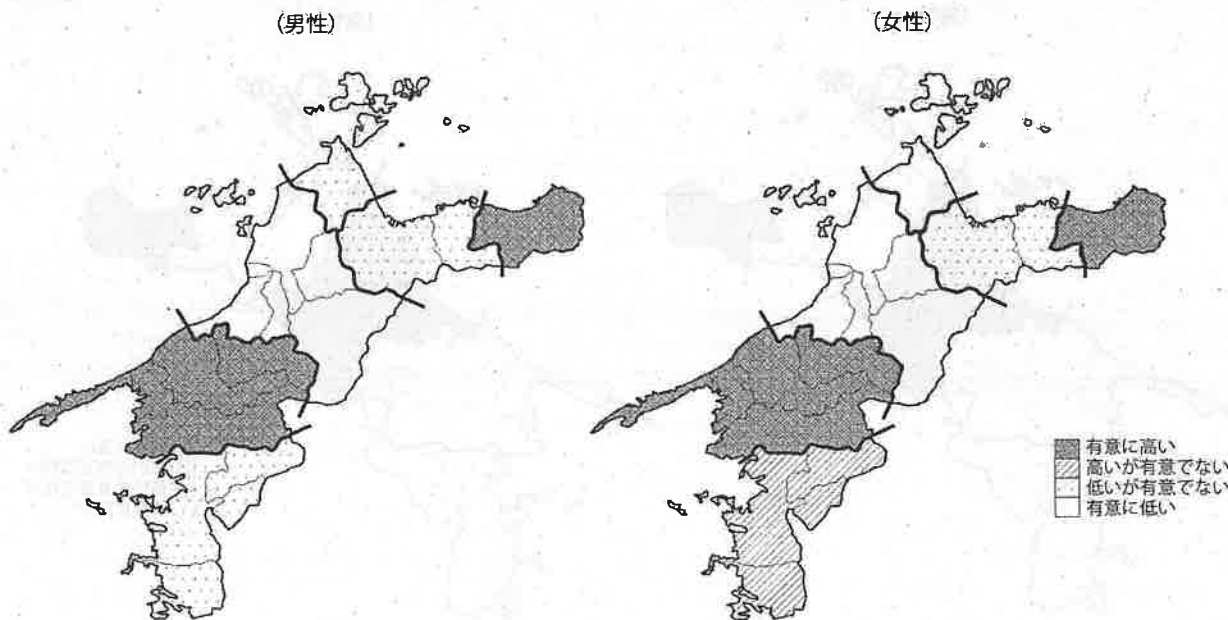 (男性)
(女性)
有意に高い
高いが有意でない
低いが有意でない
有意に低い